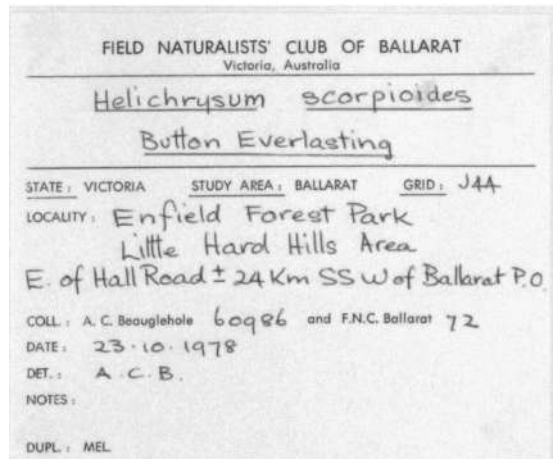 FIELD NATURALISTS' CLUB OF BALLARAT
Victoria, Australia
Helichrysum scorpioides
Button Everlasting
STATE: VICTORIA STUDY AREA: BALLARAT GRID: J44
LOCALITY: Enfield Forest Park
Little Hard Hills Area
E. of Hall Road ± 24 Km SSW of Ballarat P.O.
COLL.: A. C. Beauglehole 60986 and F.N.C. Ballarat 72
DATE: 23.10.1978
DET.: A.C.B.
NOTES:
DUPL.: MEL